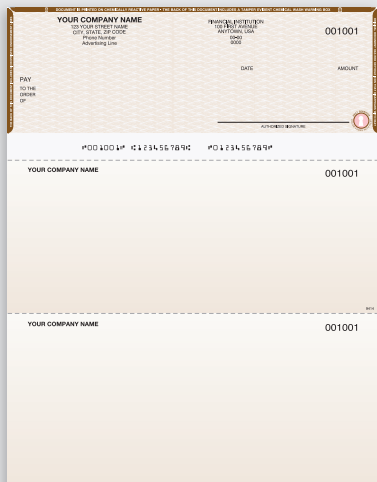 DOCUMENT IS PRINTED ON CHEMICALLY REACTIVE PAPER • THE BACK OF THIS DOCUMENT INCLUDES A TAMPER EVIDENT CHEMICAL WASH WARNING BOX
YOUR COMPANY NAME
123 YOUR STREET NAME
CITY, STATE, ZIP CODE
Phone Number
Advertising Line
FINANCIAL INSTITUTION
100 FIRST AVENUE
ANYTOWN, USA
00-00
0000
001001
DATE
AMOUNT
PAY
TO THE
ORDER
OF
AUTHORIZED SIGNATURE
⑈001001⑈ ⑆123456789⑆ ⑈0123456789⑈
YOUR COMPANY NAME
001001
YOUR COMPANY NAME
001001